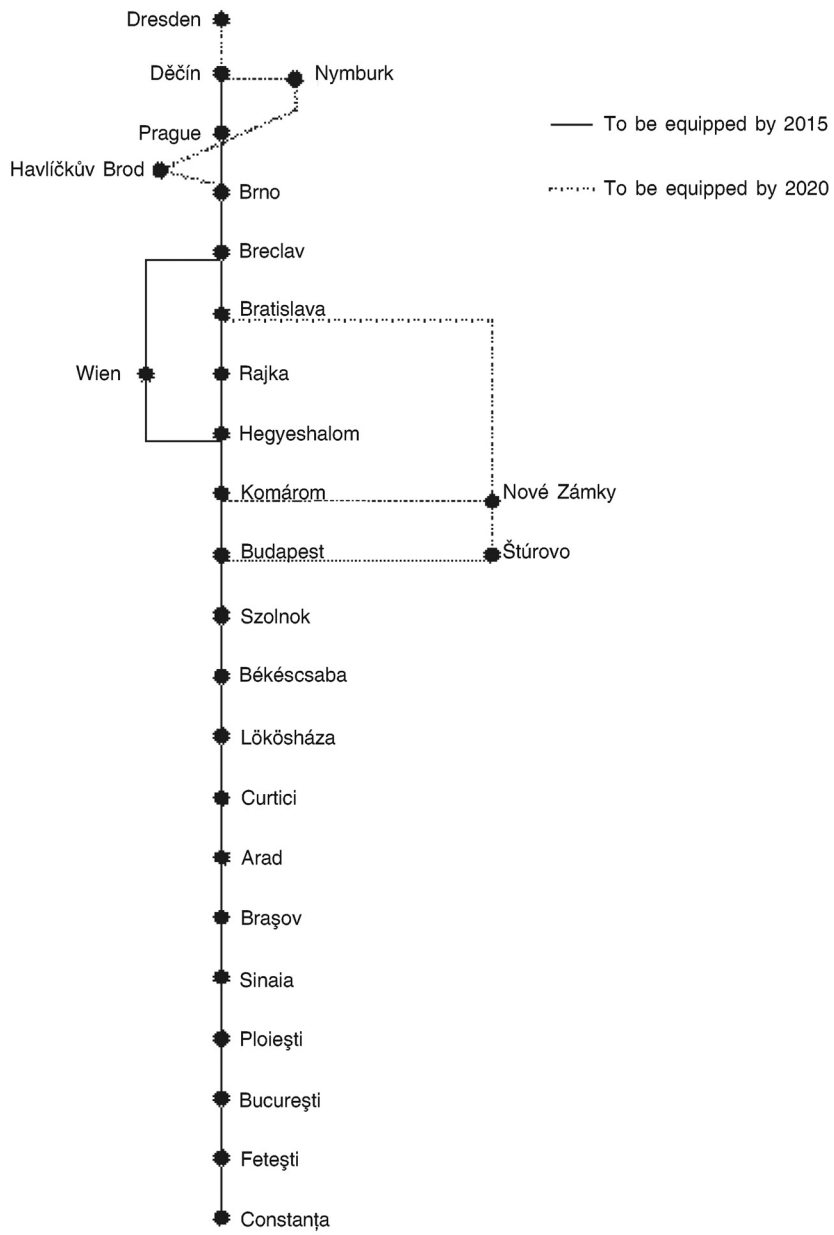 Dresden
Děčín
Nymburk
Prague
To be equipped by 2015
Havlíčkův Brod
To be equipped by 2020
Brno
Breclav
Bratislava
Wien
Rajka
Hegyeshalom
Komárom
Nové Zámky
Budapest
Štúrovo
Szolnok
Békéscsaba
Lökösháza
Curtici
Arad
Braşov
Sinaia
Ploieşti
Bucureşti
Feteşti
Constanţa